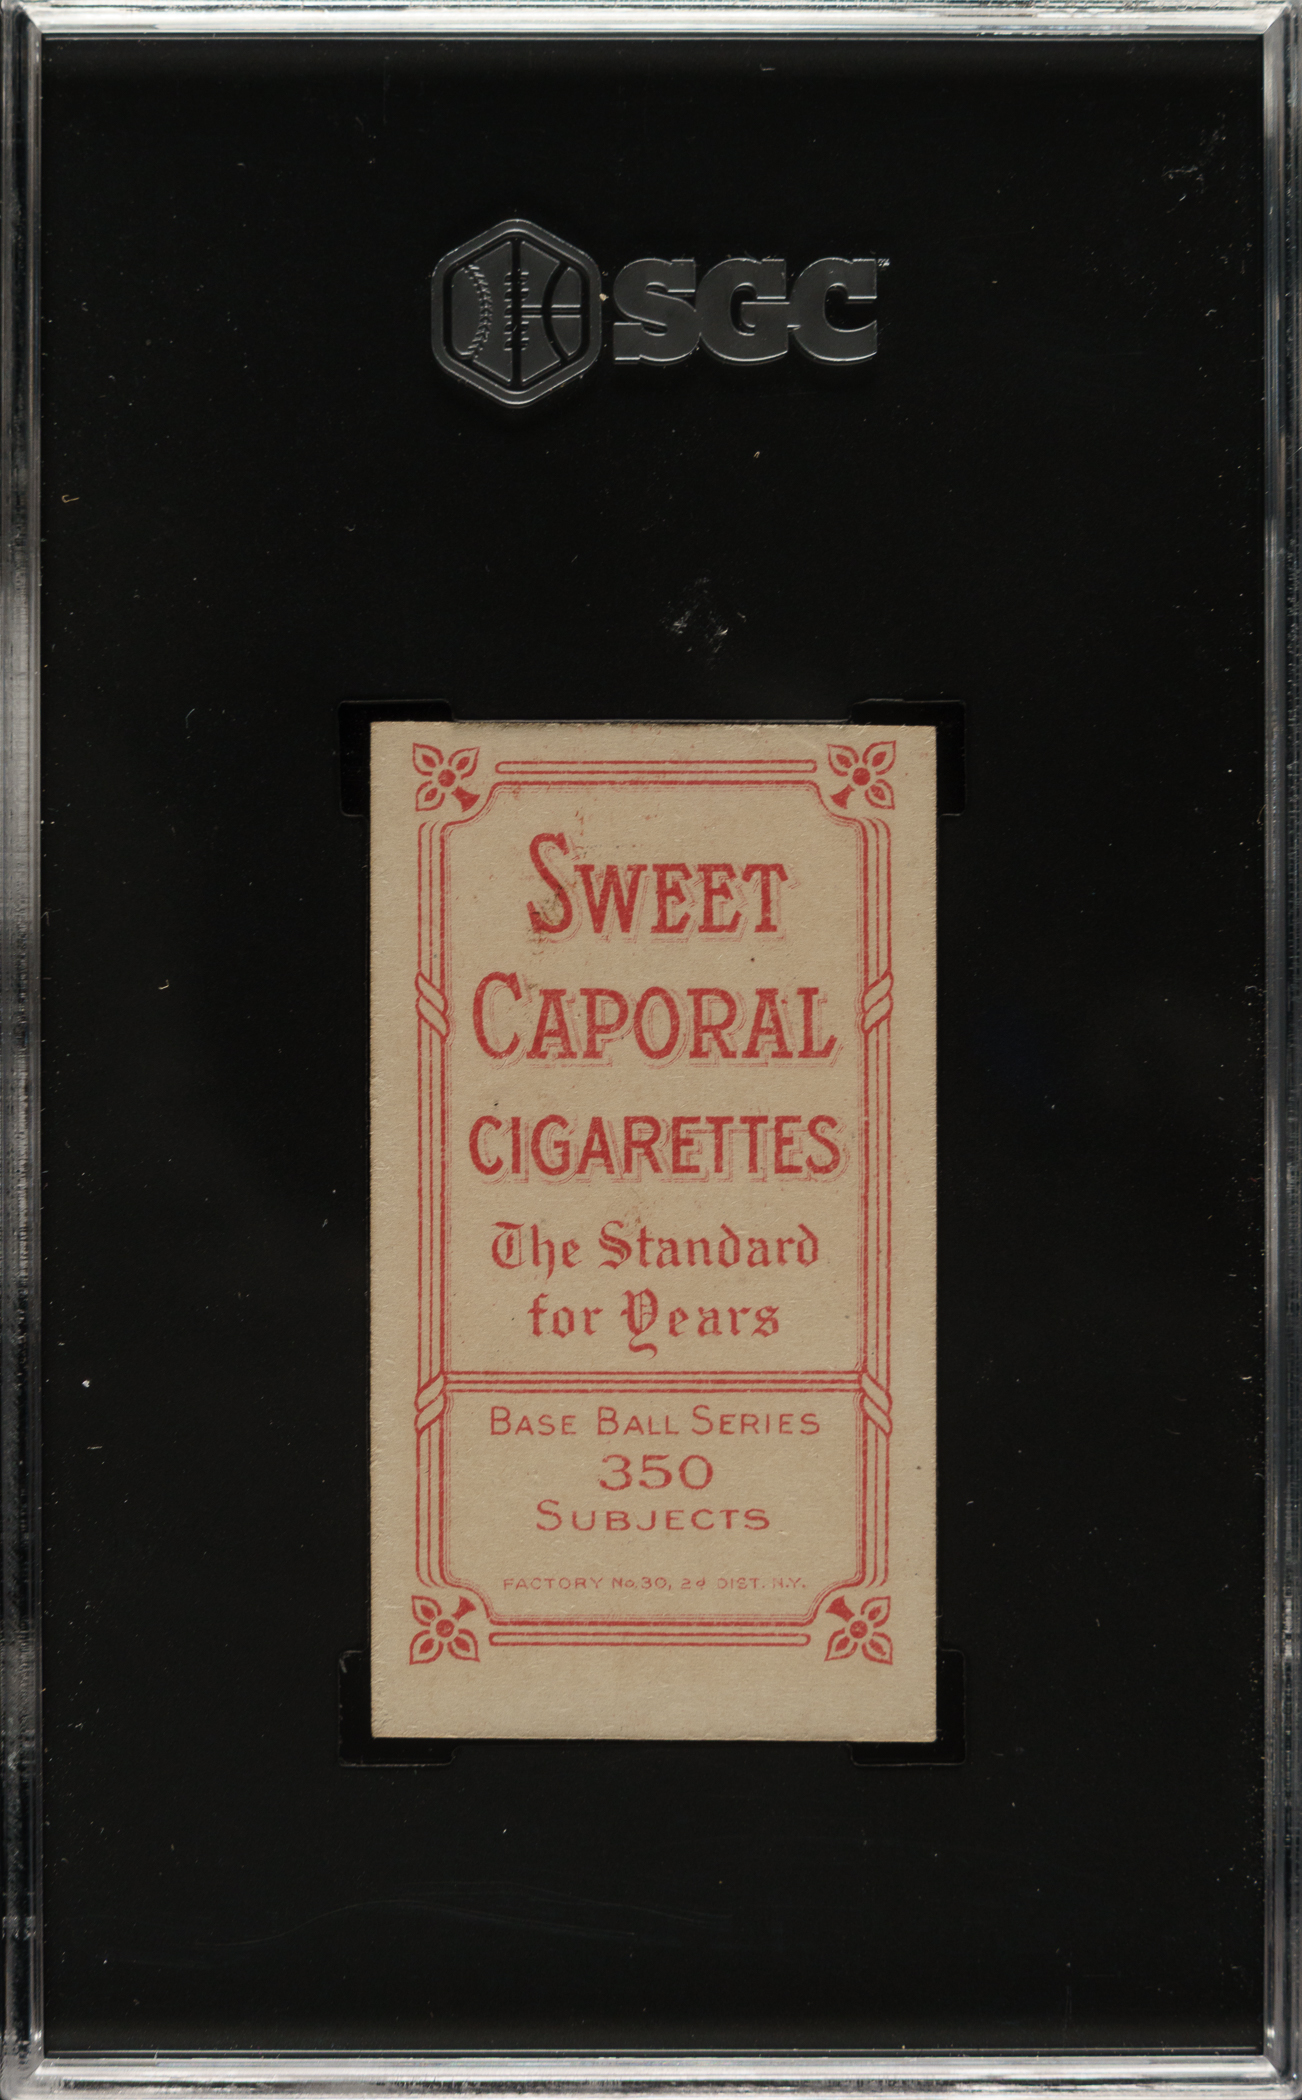 SGC
SWEET
CAPORAL
CIGARETTES
The Standard
for Years
BASE BALL SERIES
350
SUBJECTS
FACTORY No. 30, 2d DIST. N.Y.